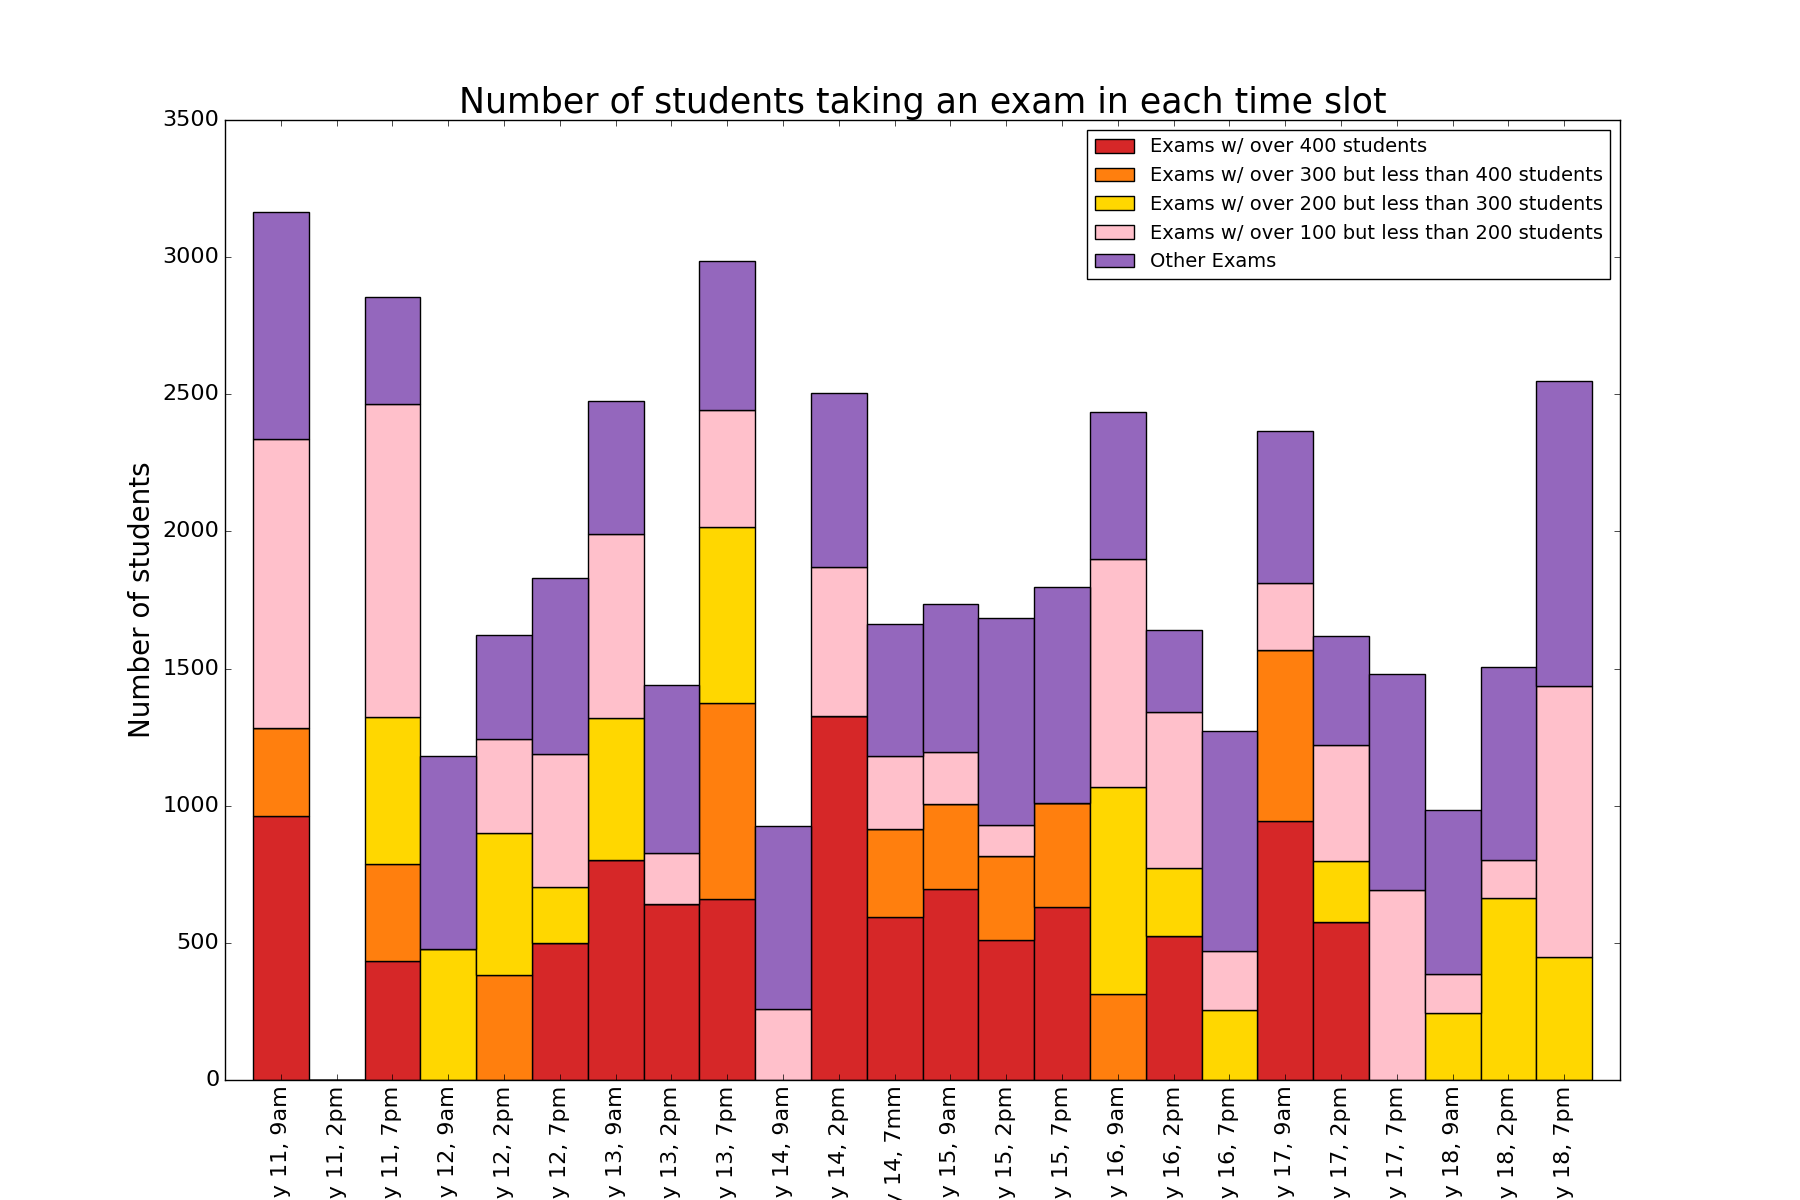 Number of students taking an exam in each time slot
Exams w/ over 400 students
Exams w/ over 300 but less than 400 students
Exams w/ over 200 but less than 300 students
Exams w/ over 100 but less than 200 students
Other Exams
Number of students
3500
3000
2500
2000
1500
1000
500
0
y 11, 9am
y 11, 2pm
y 11, 7pm
y 12, 9am
y 12, 2pm
y 12, 7pm
y 13, 9am
y 13, 2pm
y 13, 7pm
y 14, 9am
y 14, 2pm
y 14, 7mm
y 15, 9am
y 15, 2pm
y 15, 7pm
y 16, 9am
y 16, 2pm
y 16, 7pm
y 17, 9am
y 17, 2pm
y 17, 7pm
y 18, 9am
y 18, 2pm
y 18, 7pm